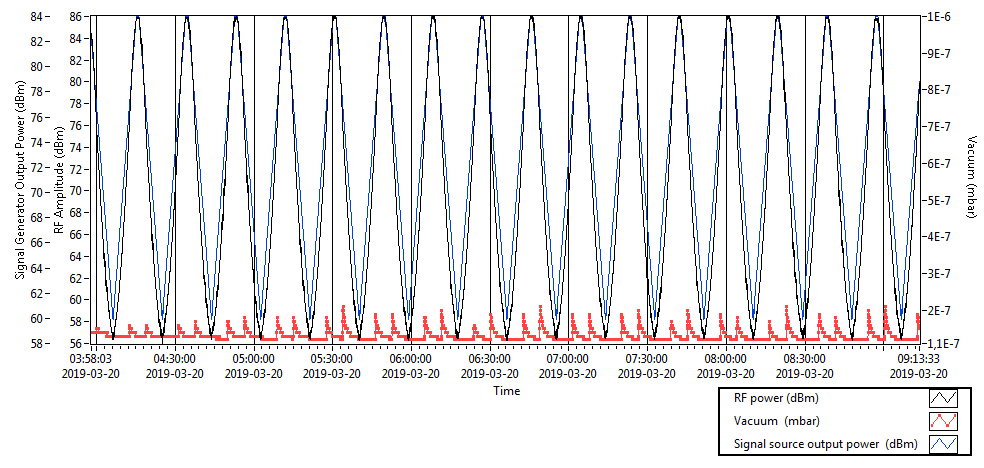 84 86 1E-6
82 84 9E-7
80 82 8E-7
78 80 7E-7
76 78 6E-7
74 76 5E-7
72 74 4E-7
70 72 3E-7
68 70 2E-7
66 68 1,1E-7
64 66
62 64
60 62
58 60
58
56
Signal Generator Output Power (dBm)
RF Amplitude (dBm)
Vacuum (mbar)
03:58:03 04:30:00 05:00:00 05:30:00 06:00:00 06:30:00 07:00:00 07:30:00 08:00:00 08:30:00 09:13:33
2019-03-20 2019-03-20 2019-03-20 2019-03-20 2019-03-20 2019-03-20 2019-03-20 2019-03-20 2019-03-20 2019-03-20 2019-03-20
Time
RF power (dBm)
Vacuum (mbar)
Signal source output power (dBm)